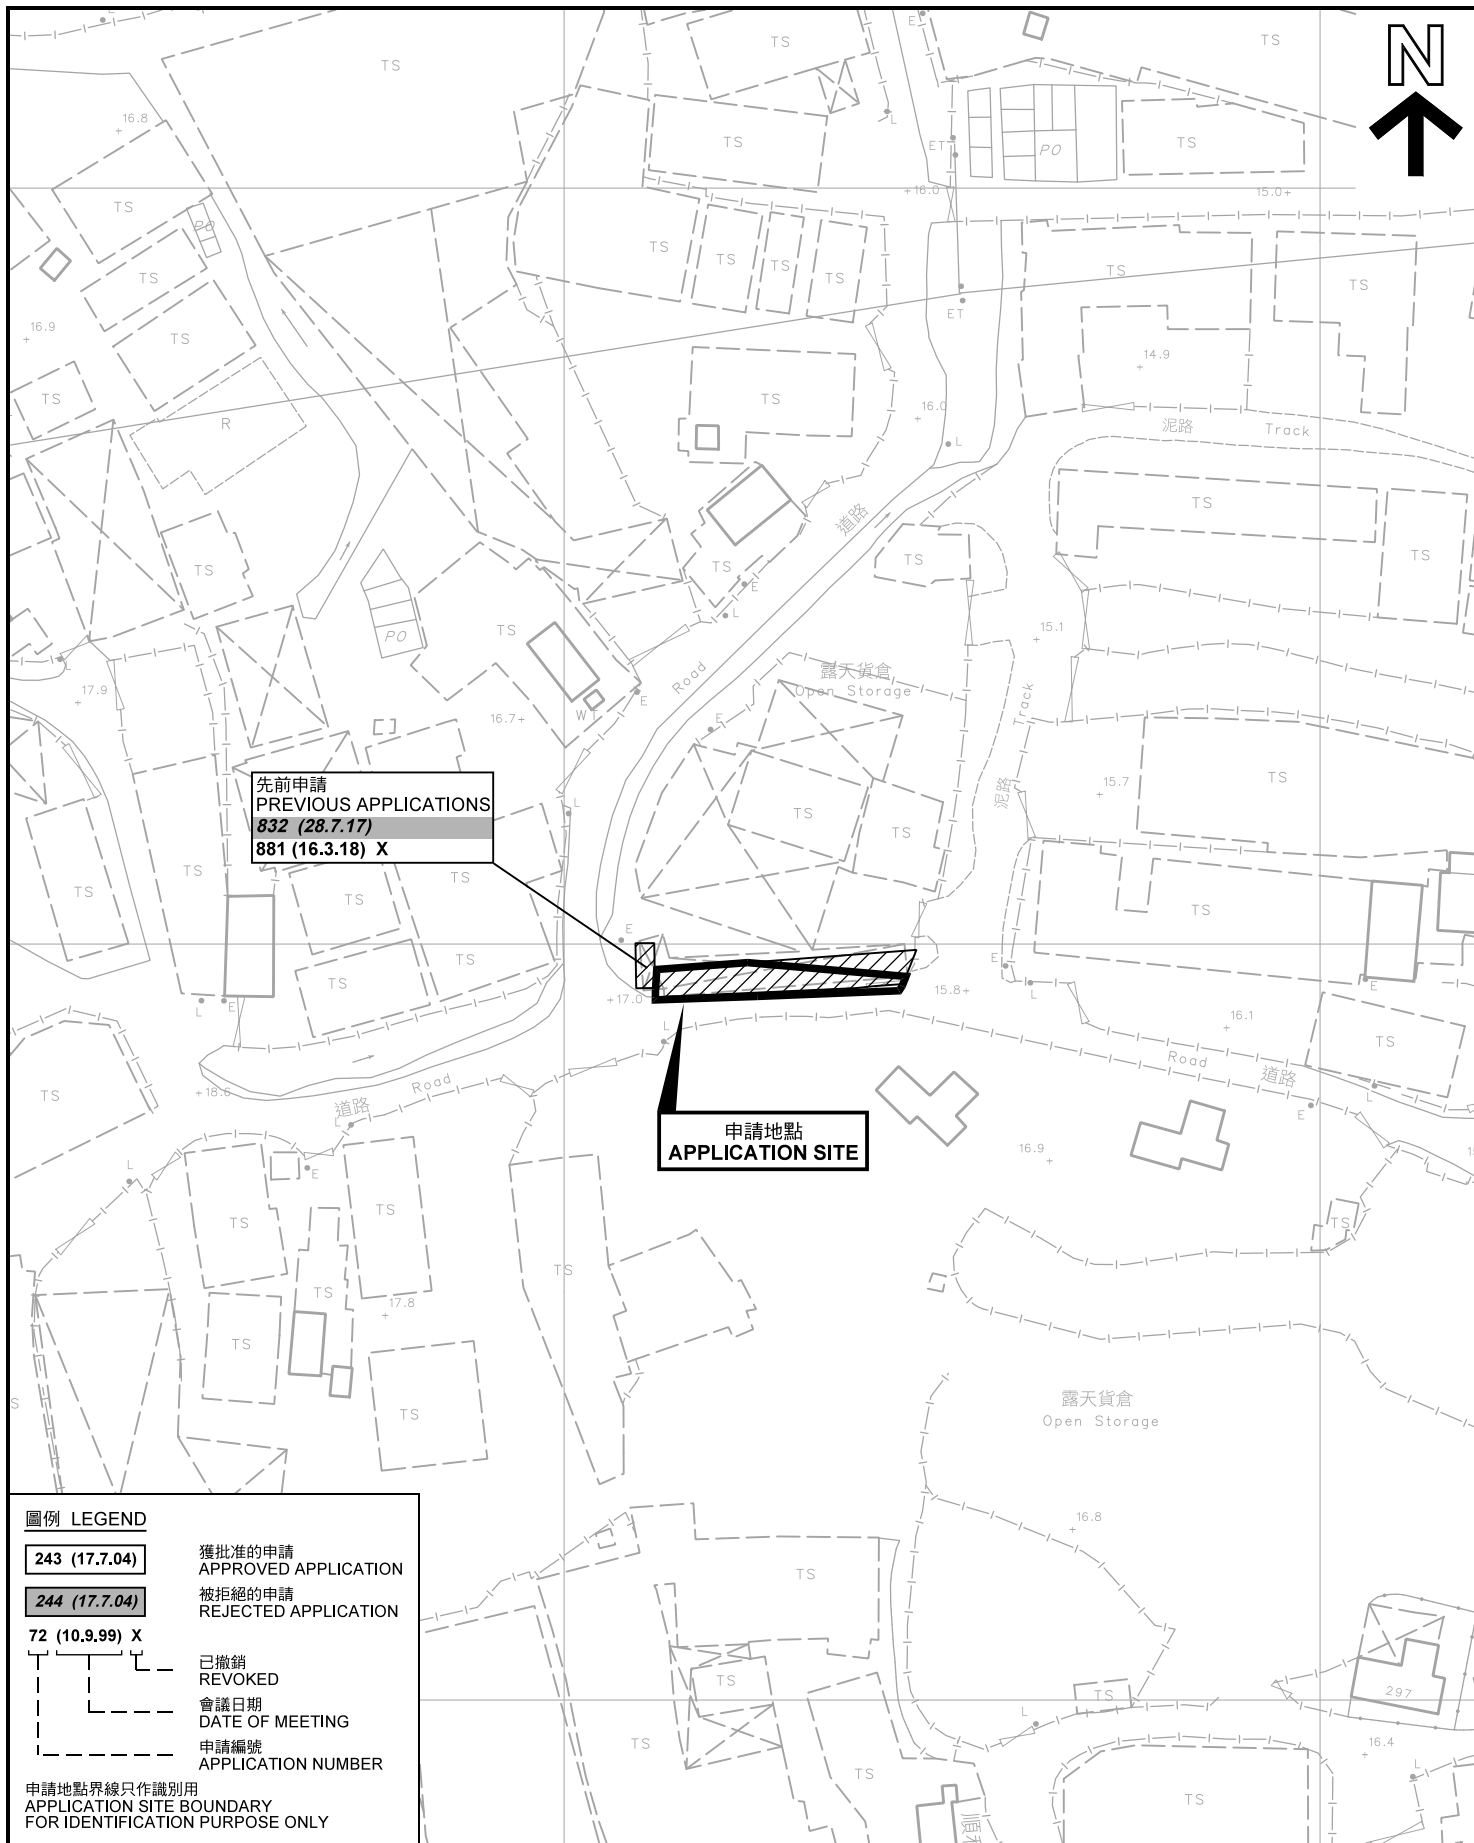 L
E
TS
TS
TS
N
16.8
TS
L
ET
PO
TS
TS
16.0
15.0
PO
TS
TS
TS
TS
TS
TS
TS
TS
16.9
TS
ET
14.9
TS
R
TS
16.0
L
泥路
Track
TS
道路
TS
TS
TS
TS
E
L
PO
TS
15.1
L
17.9
Road
露天貨倉
Open Storage
Track
E
WT
16.7
E
15.7
TS
先前申請
PREVIOUS APPLICATIONS
832 (28.7.17)
881 (16.3.18) X
L
泥路
TS
TS
TS
TS
TS
TS
TS
TS
E
TS
TS
E
E
L
E
L
17.0
15.8
16.1
L
TS
Road
道路
TS
18.6
道路
Road
L
E
L
申請地點
APPLICATION SITE
16.9
L
E
TS
TS
TS
TS
TS
17.8
TS
TS
S
露天貨倉
Open Storage
圖例 LEGEND
243 (17.7.04)
獲批准的申請
APPROVED APPLICATION
244 (17.7.04)
被拒絕的申請
REJECTED APPLICATION
72 (10.9.99) X
已撤銷
REVOKED
會議日期
DATE OF MEETING
申請編號
APPLICATION NUMBER
申請地點界線只作識別用
APPLICATION SITE BOUNDARY
FOR IDENTIFICATION PURPOSE ONLY
16.8
TS
TS
TS
297
L
TS
16.4
L
TS
TS